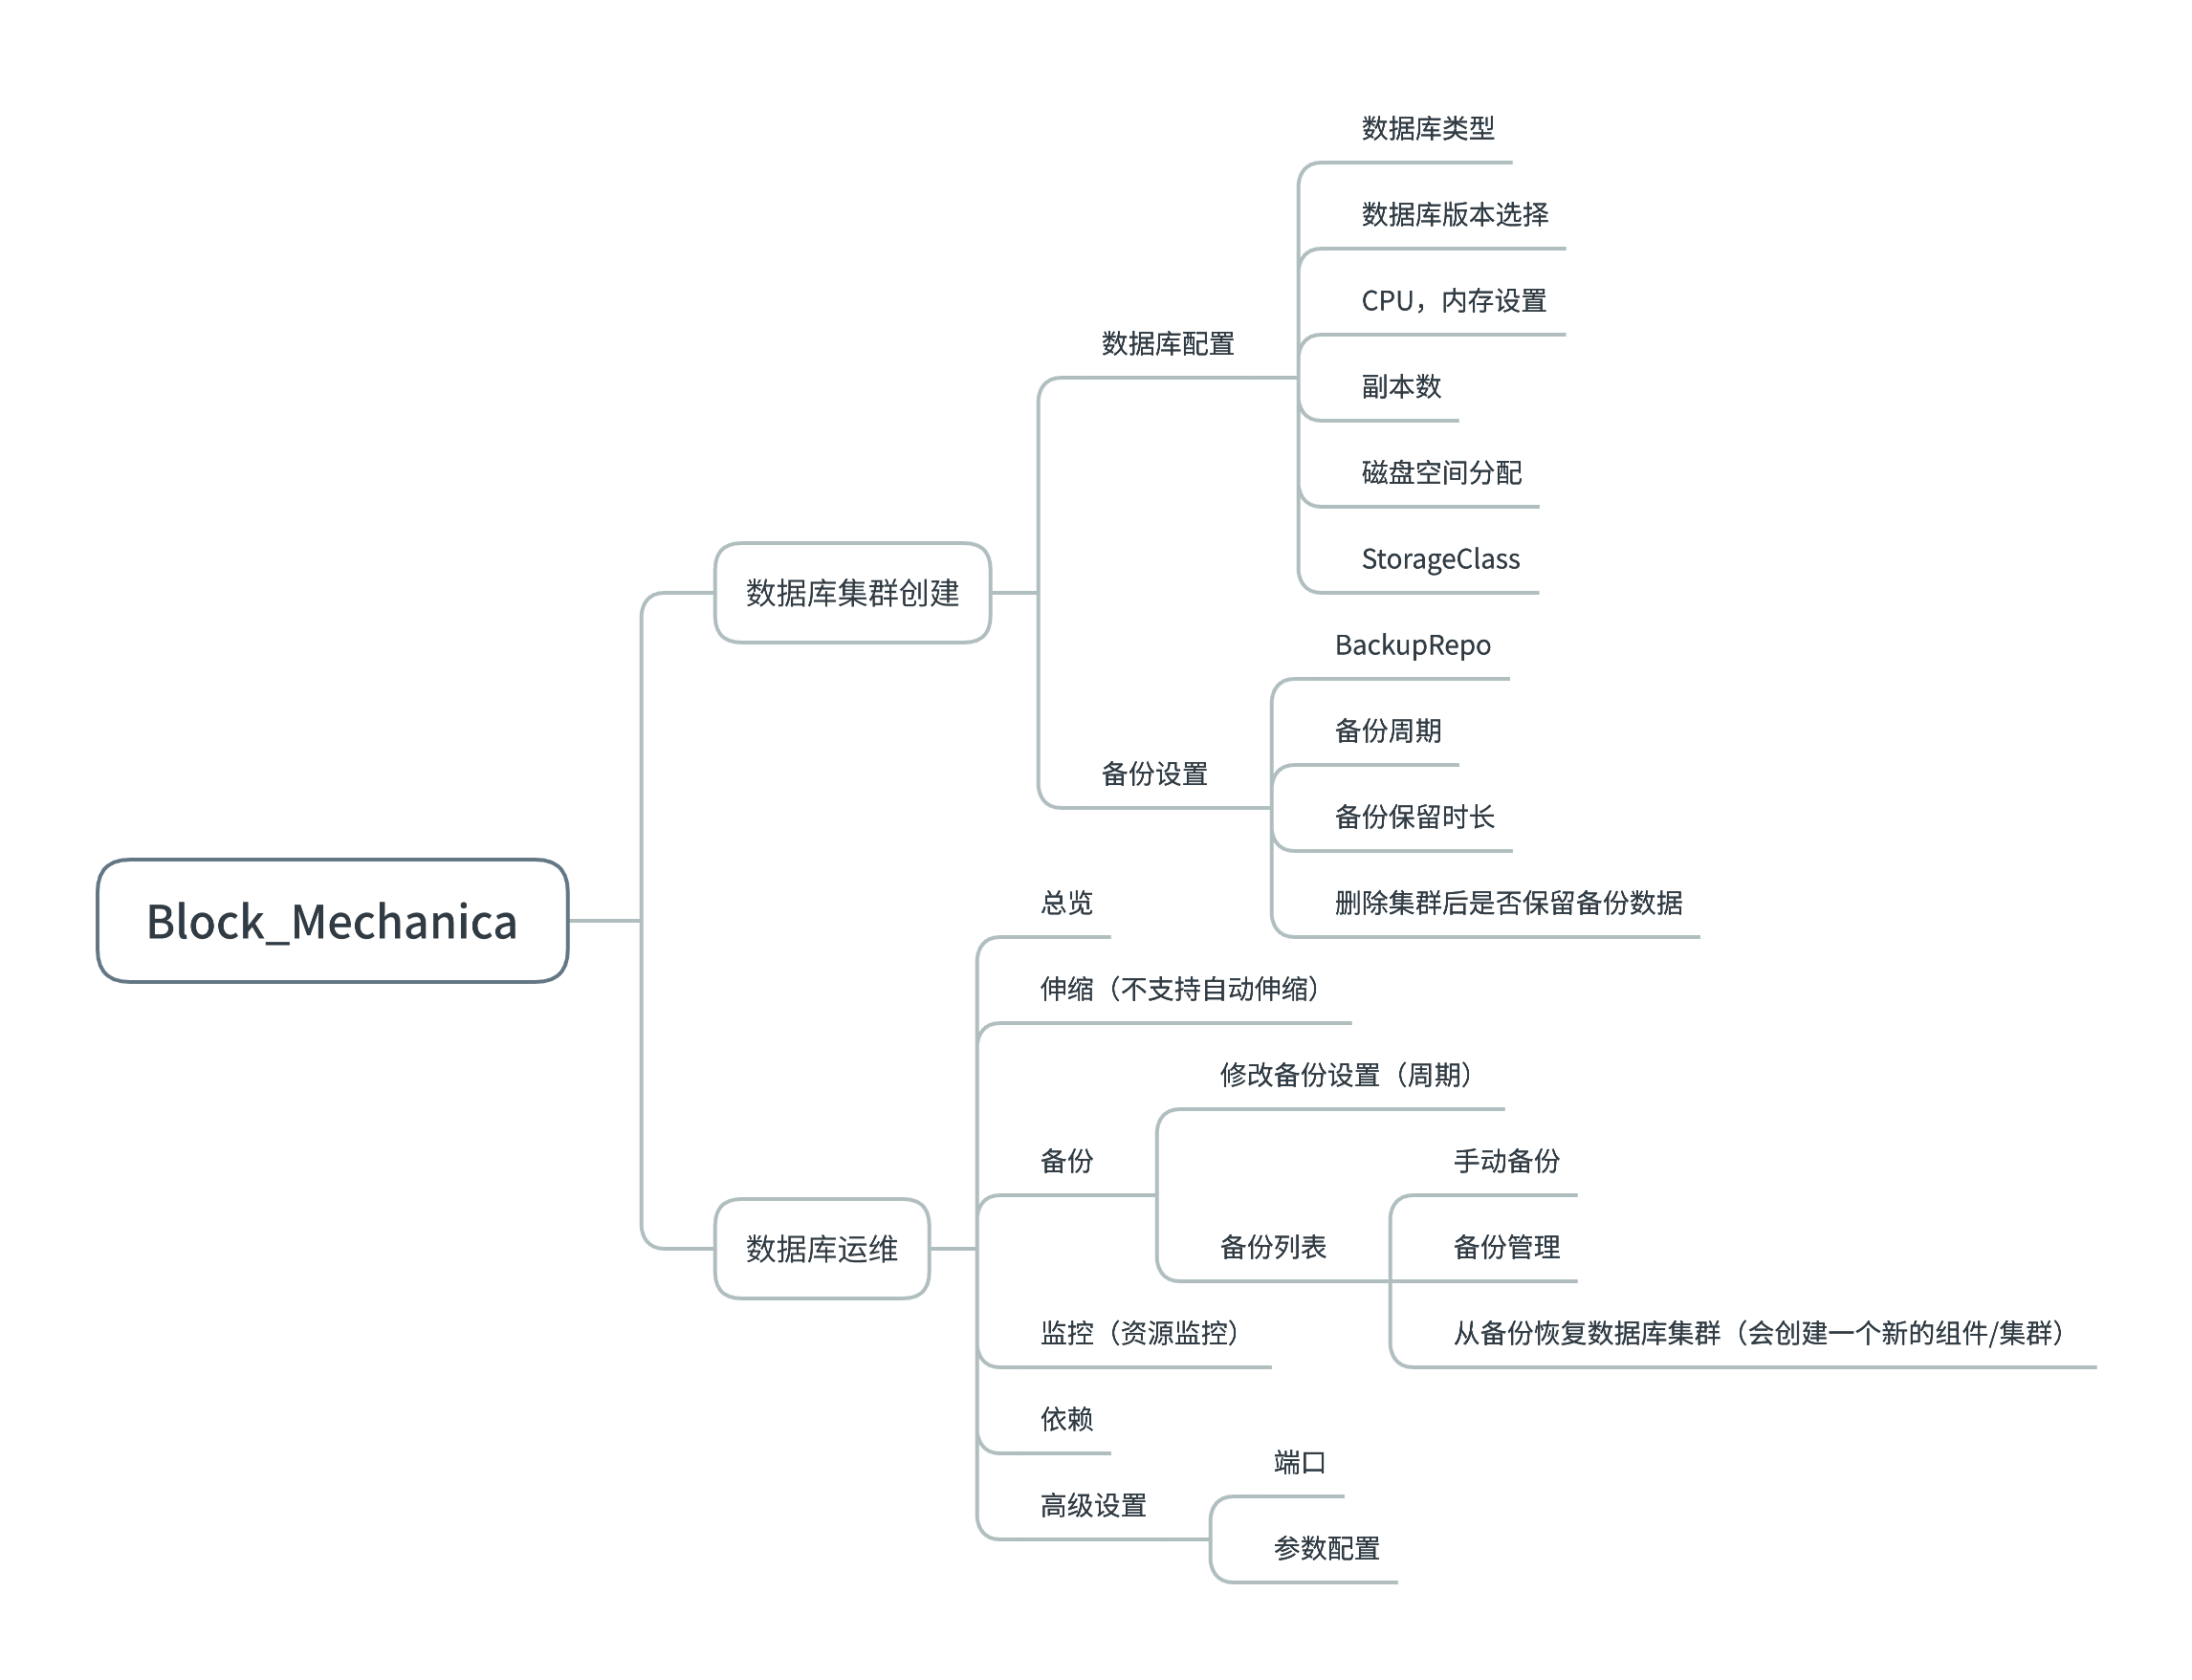 Block_Mechanica
数据库集群创建
数据库配置
数据库类型
数据库版本选择
CPU，内存设置
副本数
磁盘空间分配
StorageClass
备份设置
BackupRepo
备份周期
备份保留时长
删除集群后是否保留备份数据
数据库运维
总览
伸缩（不支持自动伸缩）
备份
修改备份设置（周期）
备份列表
手动备份
备份管理
从备份恢复数据库集群（会创建一个新的组件/集群）
监控（资源监控）
依赖
高级设置
端口
参数配置